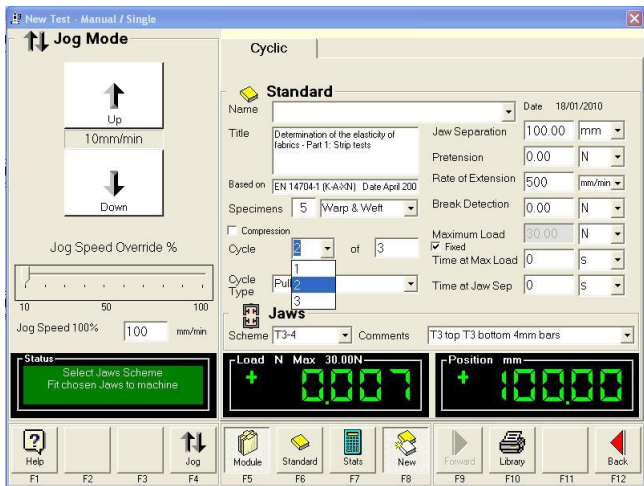 New Test - Manual / Single
Jog Mode
Up
10mm/min
Down
Jog Speed Override %
10 50 100
Jog Speed 100% 100 mm/min
Status
Select Jaws Scheme
Fit chosen Jaws to machine
Cyclic
Standard
Name
Date 18/01/2010
Title
Determination of the elasticity of
fabrics - Part 1: Strip tests
Based on EN 14704-1 (K-A-XN) Date April 200
Specimens 5 Warp & Weft
Compression
Cycle 2 of 3
1
2
3
Cycle
Type
Pull
Jaw Separation 100.00 mm
Pretension 0.00 N
Rate of Extension 500 mm/min
Break Detection 0.00 N
Maximum Load 30.00 N
Fixed
Time at Max Load 0 s
Time at Jaw Sep 0 s
Jaws
Scheme T3-4 Comments T3 top T3 bottom 4mm bars
Load N Max 30.00N
+ 0.007
Position mm
+ 100.00
Help Jog Module Standard Stats New Forward Library Back
F1 F2 F3 F4 F5 F6 F7 F8 F9 F10 F11 F12